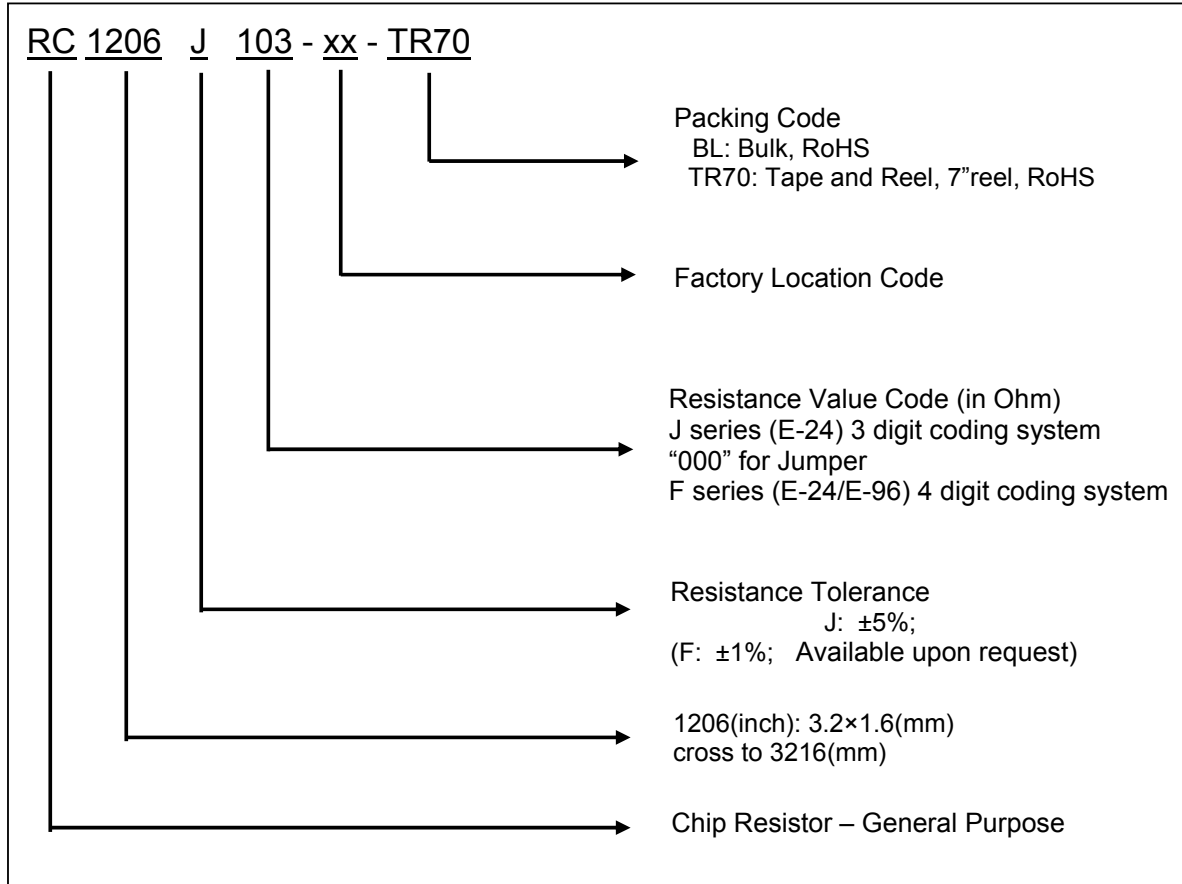 RC 1206 J 103 - xx - TR70
Packing Code
BL: Bulk, RoHS
TR70: Tape and Reel, 7”reel, RoHS
Factory Location Code
Resistance Value Code (in Ohm)
J series (E-24) 3 digit coding system
“000” for Jumper
F series (E-24/E-96) 4 digit coding system
Resistance Tolerance
J: ±5%;
(F: ±1%; Available upon request)
1206(inch): 3.2×1.6(mm)
cross to 3216(mm)
Chip Resistor – General Purpose